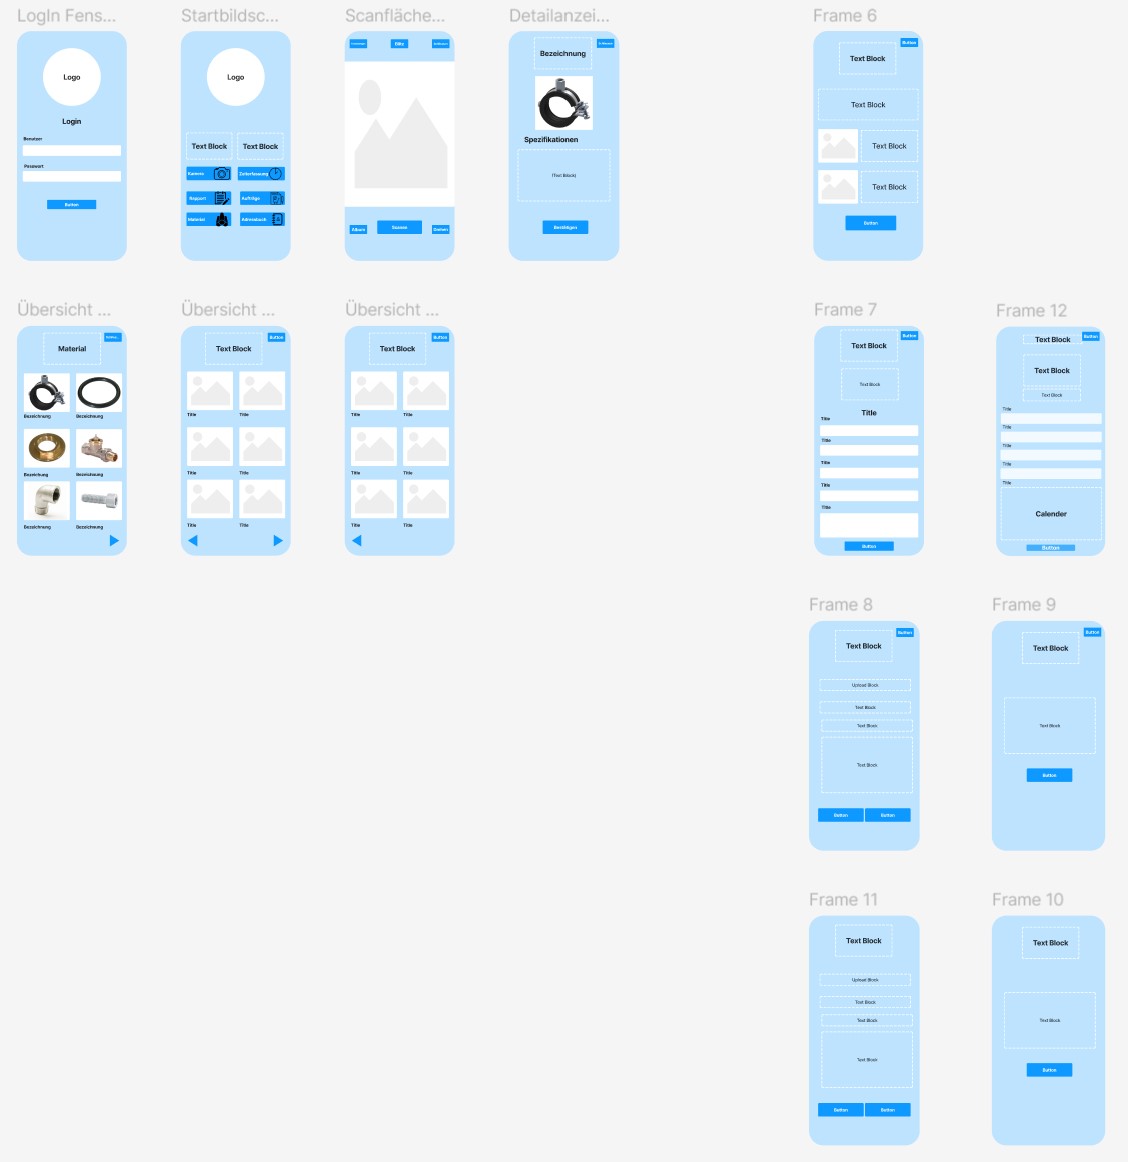 LogIn Fens...
Startbildsc...
Scanfläche...
Detailanzei...
Frame 6
Logo
Login
Benutzer
Passwort
Button
Logo
Text Block
Text Block
Kamera
Zeiterfassung
Rapport
Aufträge
Material
Adressbuch
Blitz
Album
Scannen
Bezeichnung
Spezifikationen
(Text Block)
Bestätigen
Button
Text Block
Text Block
Text Block
Text Block
Button
Übersicht ...
Übersicht ...
Übersicht ...
Frame 7
Frame 12
Material
Bezeichnung
Bezeichnung
Bezeichnung
Bezeichnung
Bezeichnung
Bezeichnung
Button
Text Block
Title
Title
Title
Title
Title
Title
Button
Text Block
Title
Title
Title
Title
Title
Title
Button
Text Block
Text Block
Title
Title
Title
Title
Title
Title
Button
Text Block
Button
Text Block
Text Block
Title
Title
Title
Title
Title
Calender
Button
Frame 8
Frame 9
Button
Text Block
Upload Block
Text Block
Text Block
Text Block
Button
Button
Button
Text Block
Text Block
Button
Frame 11
Frame 10
Text Block
Upload Block
Text Block
Text Block
Text Block
Button
Button
Text Block
Text Block
Button